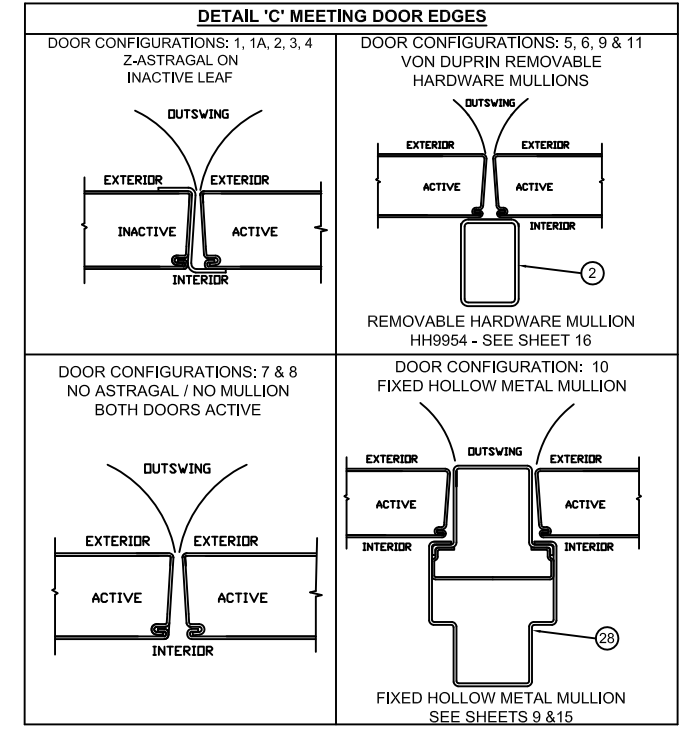 DETAIL 'C' MEETING DOOR EDGES
DOOR CONFIGURATIONS: 1, 1A, 2, 3, 4
Z-ASTRAGAL ON
INACTIVE LEAF
OUTSWING
EXTERIOR
EXTERIOR
INACTIVE
ACTIVE
INTERIOR
DOOR CONFIGURATIONS: 5, 6, 9 & 11
VON DUPRIN REMOVABLE
HARDWARE MULLIONS
OUTSWING
EXTERIOR
EXTERIOR
ACTIVE
ACTIVE
INTERIOR
2
REMOVABLE HARDWARE MULLION
HH9954 - SEE SHEET 16
DOOR CONFIGURATIONS: 7 & 8
NO ASTRAGAL / NO MULLION
BOTH DOORS ACTIVE
OUTSWING
EXTERIOR
EXTERIOR
ACTIVE
ACTIVE
INTERIOR
DOOR CONFIGURATION: 10
FIXED HOLLOW METAL MULLION
EXTERIOR
OUTSWING
EXTERIOR
ACTIVE
ACTIVE
INTERIOR
INTERIOR
28
FIXED HOLLOW METAL MULLION
SEE SHEETS 9 &15